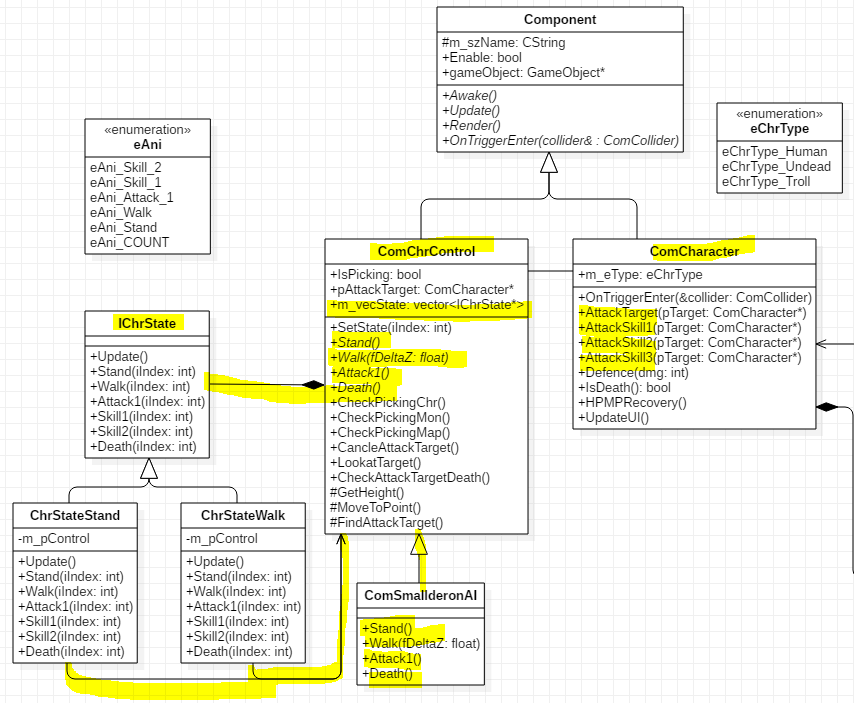 Component
#m_szName: CString
+Enable: bool
+gameObject: GameObject*
+Awake()
+Update()
+Render()
+OnTriggerEnter(collider& : ComCollider)
«enumeration»
eAni
eAni_Skill_2
eAni_Skill_1
eAni_Attack_1
eAni_Walk
eAni_Stand
eAni_COUNT
«enumeration»
eChrType
eChrType_Human
eChrType_Undead
eChrType_Troll
ComChrControl
+IsPicking: bool
+pAttackTarget: ComCharacter*
+m_vecState: vector<IChrState*>
+SetState(iIndex: int)
+Stand()
+Walk(fDeltaZ: float)
+Attack1()
+Death()
+CheckPickingChr()
+CheckPickingMon()
+CheckPickingMap()
+CancleAttackTarget()
+LookatTarget()
+CheckAttackTargetDeath()
#GetHeight()
#MoveToPoint()
#FindAttackTarget()
ComCharacter
+m_eType: eChrType
+OnTriggerEnter(&collider: ComCollider)
+AttackTarget(pTarget: ComCharacter*)
+AttackSkill1(pTarget: ComCharacter*)
+AttackSkill2(pTarget: ComCharacter*)
+AttackSkill3(pTarget: ComCharacter*)
+Defence(dmg: int)
+IsDeath(): bool
+HPMPRecovery()
+UpdateUI()
IChrState
+Update()
+Stand(iIndex: int)
+Walk(iIndex: int)
+Attack1(iIndex: int)
+Skill1(iIndex: int)
+Skill2(iIndex: int)
+Death(iIndex: int)
ChrStateStand
-m_pControl
+Update()
+Stand(iIndex: int)
+Walk(iIndex: int)
+Attack1(iIndex: int)
+Skill1(iIndex: int)
+Skill2(iIndex: int)
+Death(iIndex: int)
ChrStateWalk
-m_pControl
+Update()
+Stand(iIndex: int)
+Walk(iIndex: int)
+Attack1(iIndex: int)
+Skill1(iIndex: int)
+Skill2(iIndex: int)
+Death(iIndex: int)
ComSmallderonAI
+Stand()
+Walk(fDeltaZ: float)
+Attack1()
+Death()